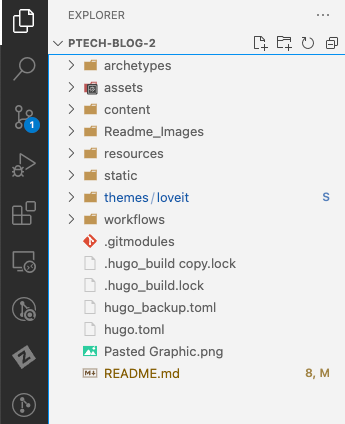 EXPLORER
PTECH-BLOG-2
archetypes
assets
content
Readme_Images
resources
static
themes/loveit S
workflows
.gitmodules
.hugo_build copy.lock
.hugo_build.lock
hugo_backup.toml
hugo.toml
Pasted Graphic.png
README.md 8, M
1